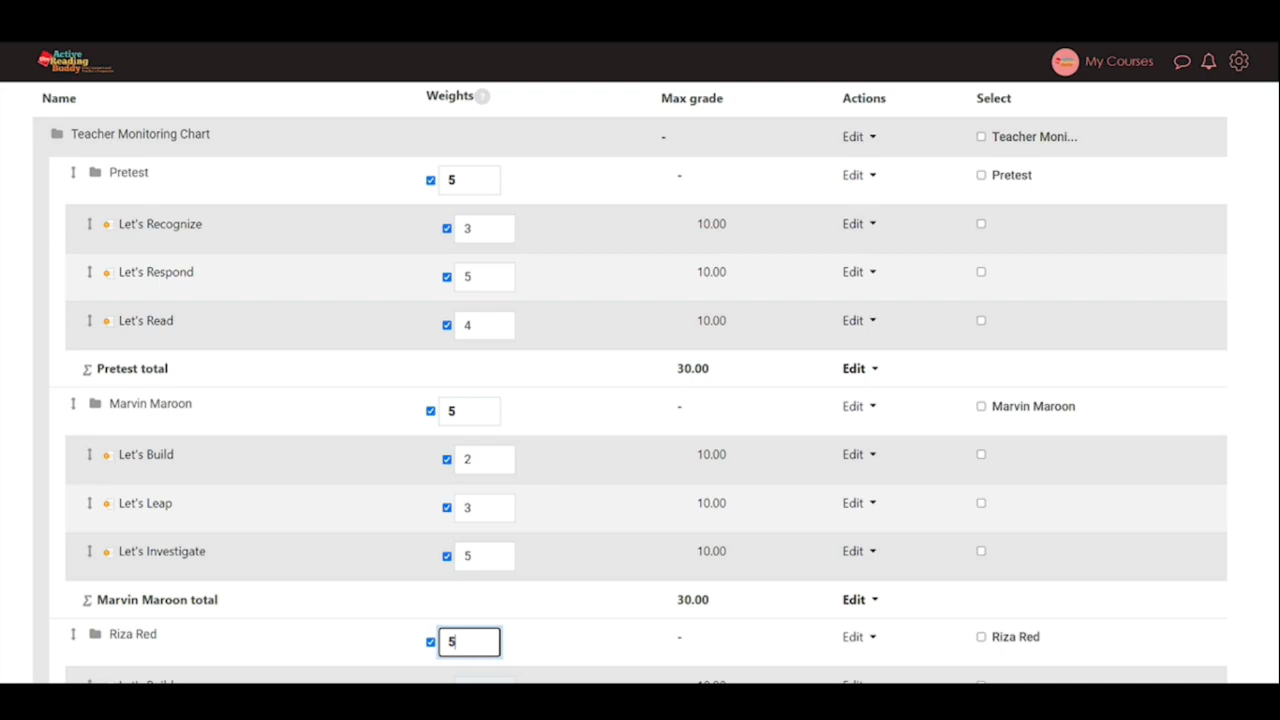 Active
Reading
Buddy
My Courses
Name Weights ? Max grade Actions Select
Teacher Monitoring Chart - Edit Teacher Moni...
Pretest 5 - Edit Pretest
Let's Recognize 3 10.00 Edit
Let's Respond 5 10.00 Edit
Let's Read 4 10.00 Edit
Σ Pretest total 30.00 Edit
Marvin Maroon 5 - Edit Marvin Maroon
Let's Build 2 10.00 Edit
Let's Leap 3 10.00 Edit
Let's Investigate 5 10.00 Edit
Σ Marvin Maroon total 30.00 Edit
Riza Red 5 - Edit Riza Red